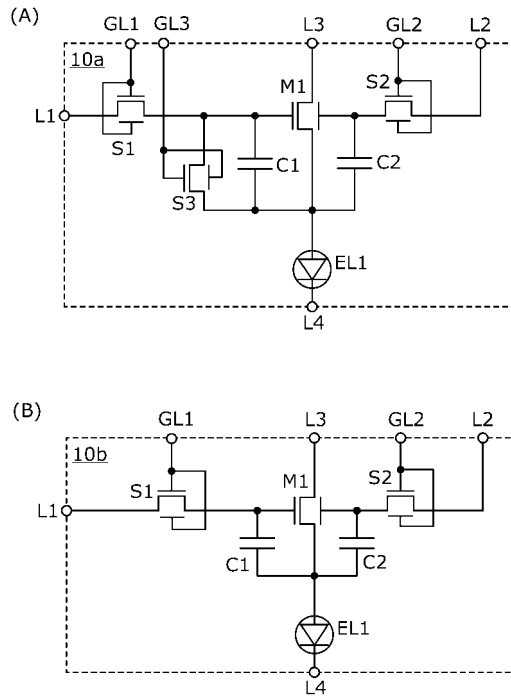 (A)
GL1 GL3 L3 GL2 L2
10a
S2
M1
L1
S1
C1 C2
S3
EL1
L4
(B)
GL1 L3 GL2 L2
10b
S1 M1 S2
L1
C1 C2
EL1
L4